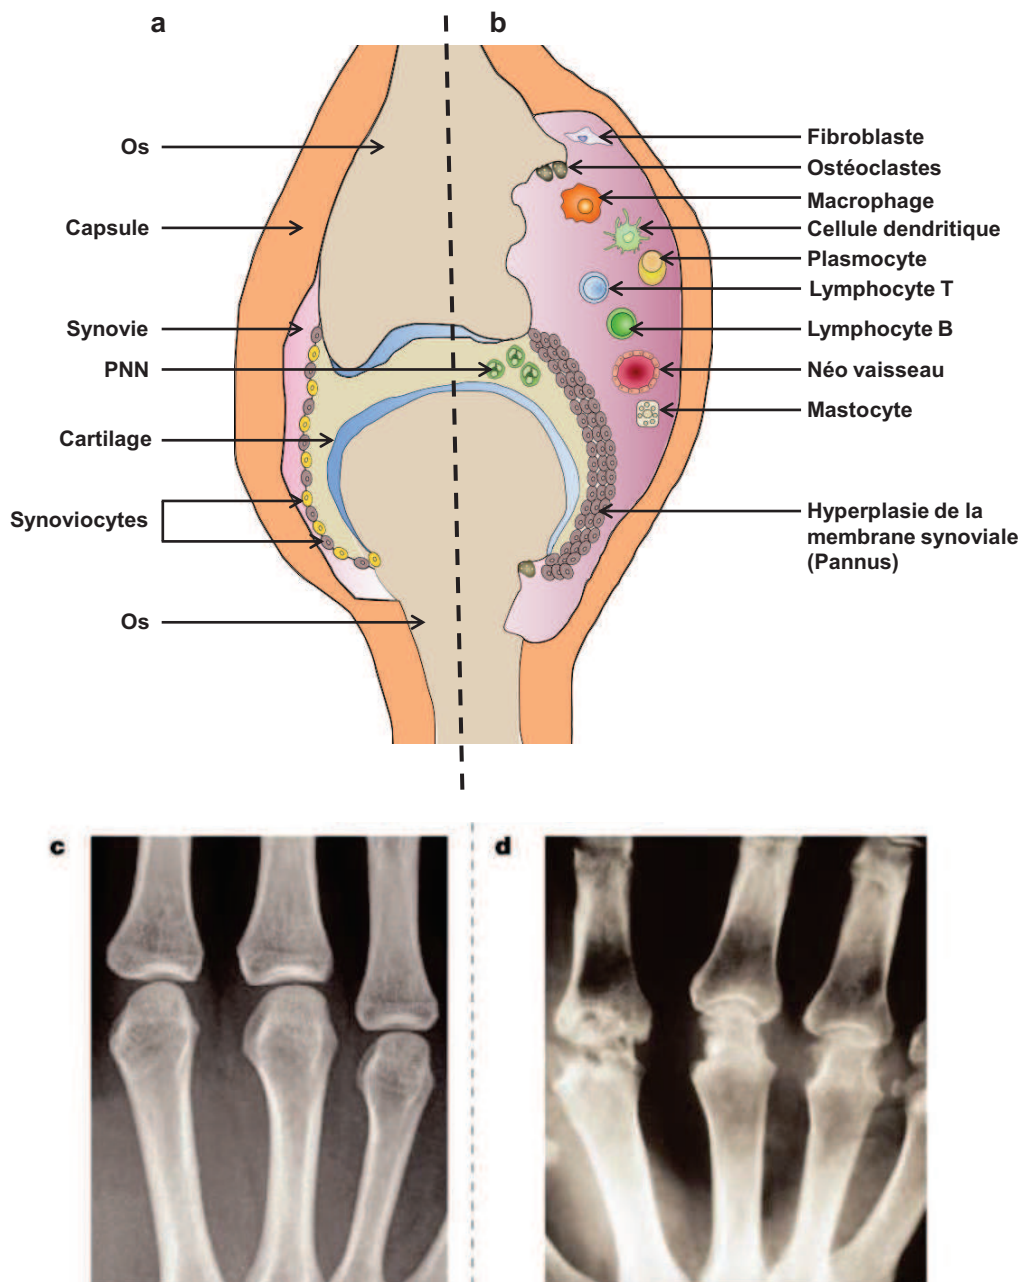 a
b
Os
Capsule
Synovie
PNN
Cartilage
Synoviocytes
Os
Fibroblaste
Ostéoclastes
Macrophage
Cellule dendritique
Plasmocyte
Lymphocyte T
Lymphocyte B
Néo vaisseau
Mastocyte
Hyperplasie de la
membrane synoviale
(Pannus)
c
d